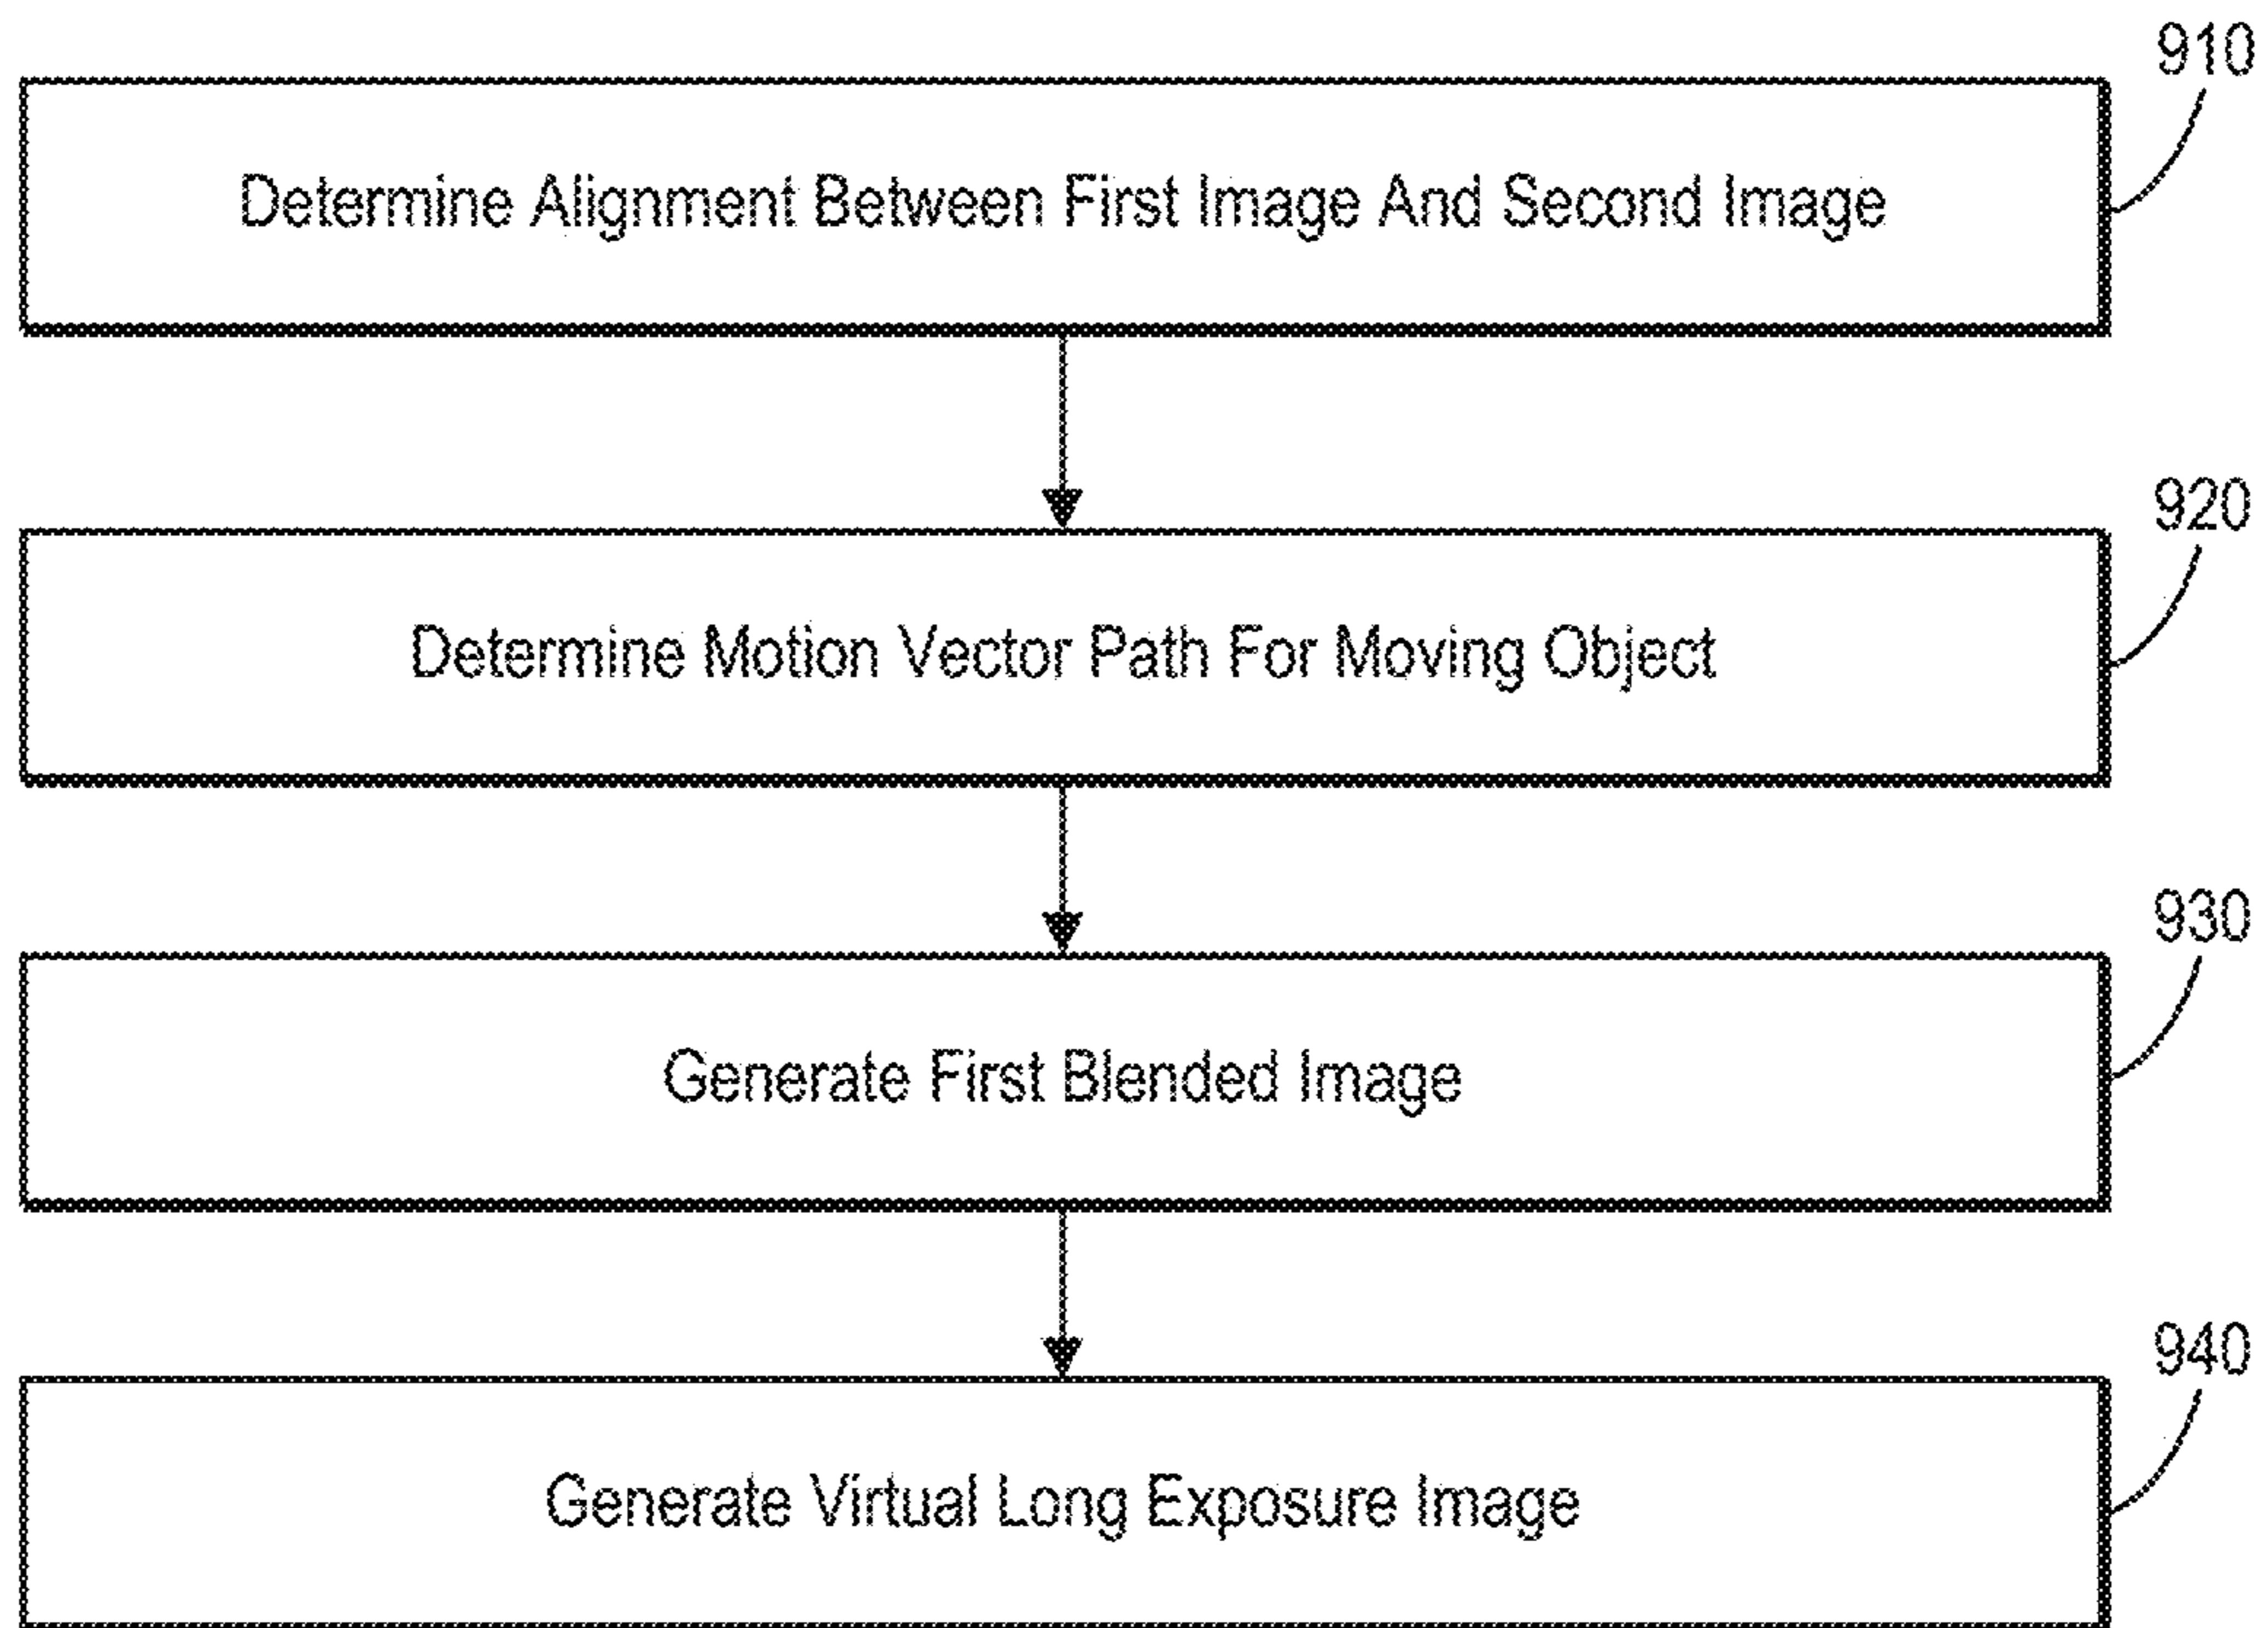 910
Determine Alignment Between First Image And Second Image
920
Determine Motion Vector Path For Moving Object
930
Generate First Blended Image
940
Generate Virtual Long Exposure Image